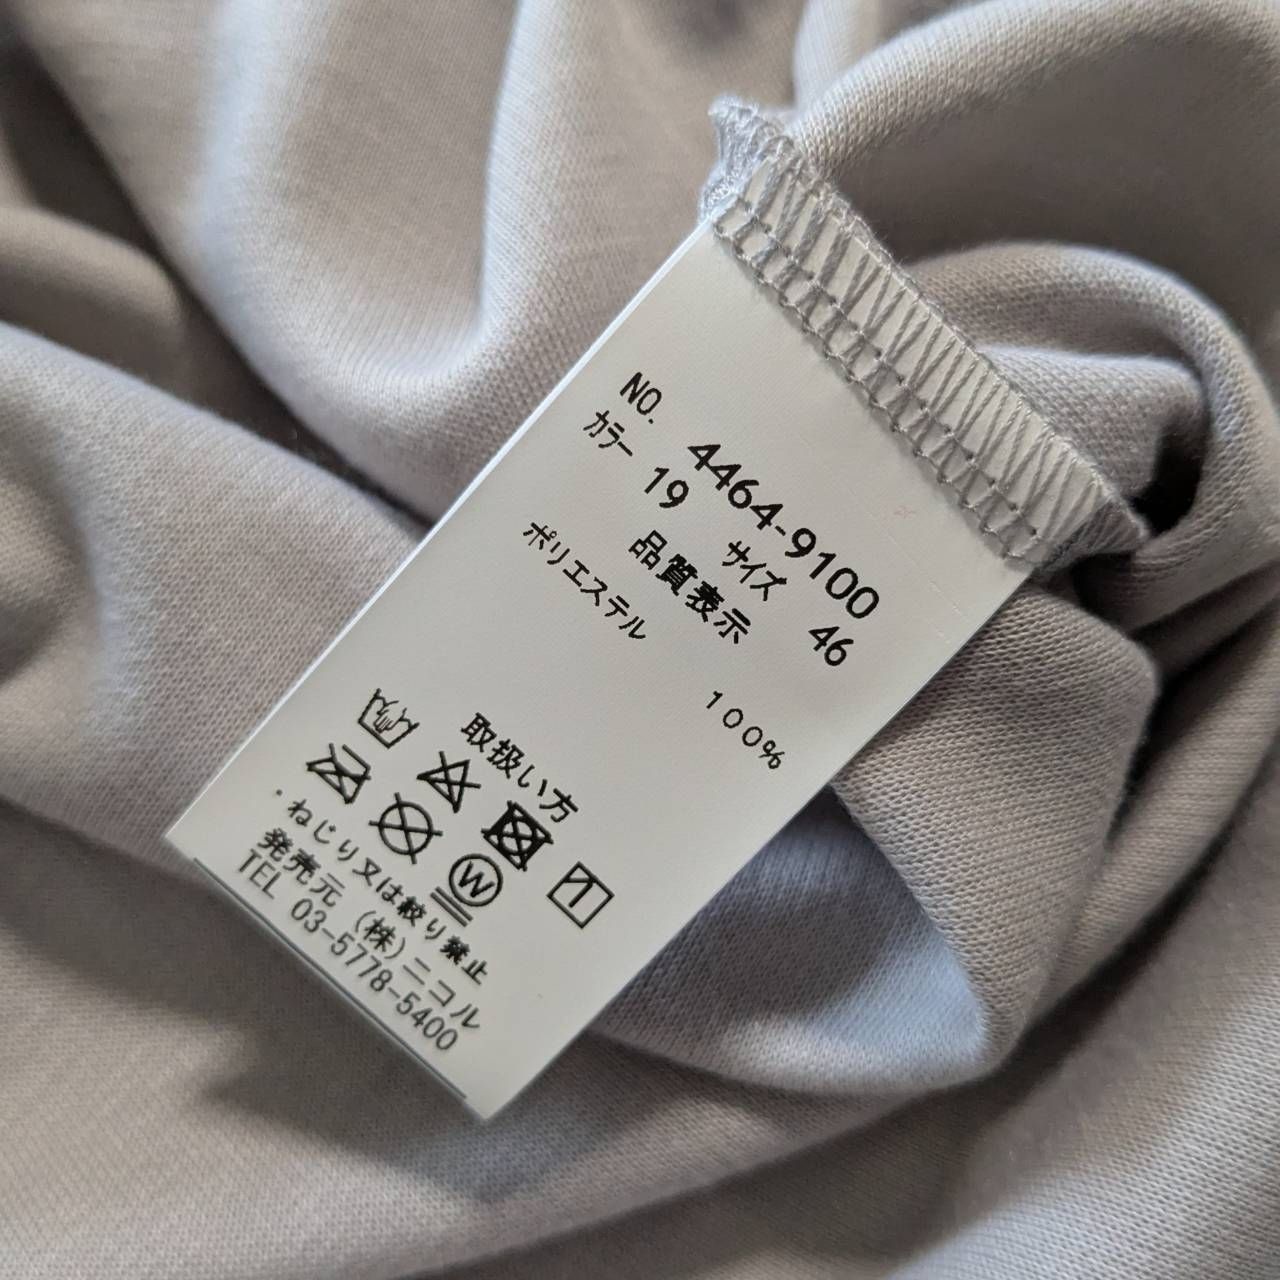 NO. 4464-9100
カラー 19 サイズ 46
品質表示
ポリエステル 100%
取扱い方
W
・ねじり又は絞り禁止
発売元 (株)ニコル
TEL 03-5778-5400